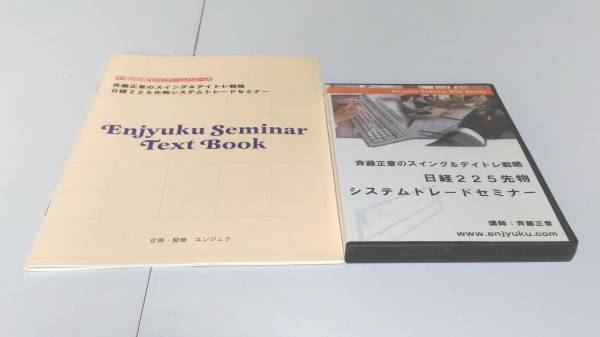 斉藤正章のスイング＆デイトレ戦略
日経２２５先物システムトレードセミナー
Enjyuku Seminar
Text Book
企画・監修　エンジュク
Enjyuku Seminar DVD Series
斉藤正章のスイング＆デイトレ戦略
日経２２５先物
システムトレードセミナー
講師：斉藤正章
www.enjyuku.com